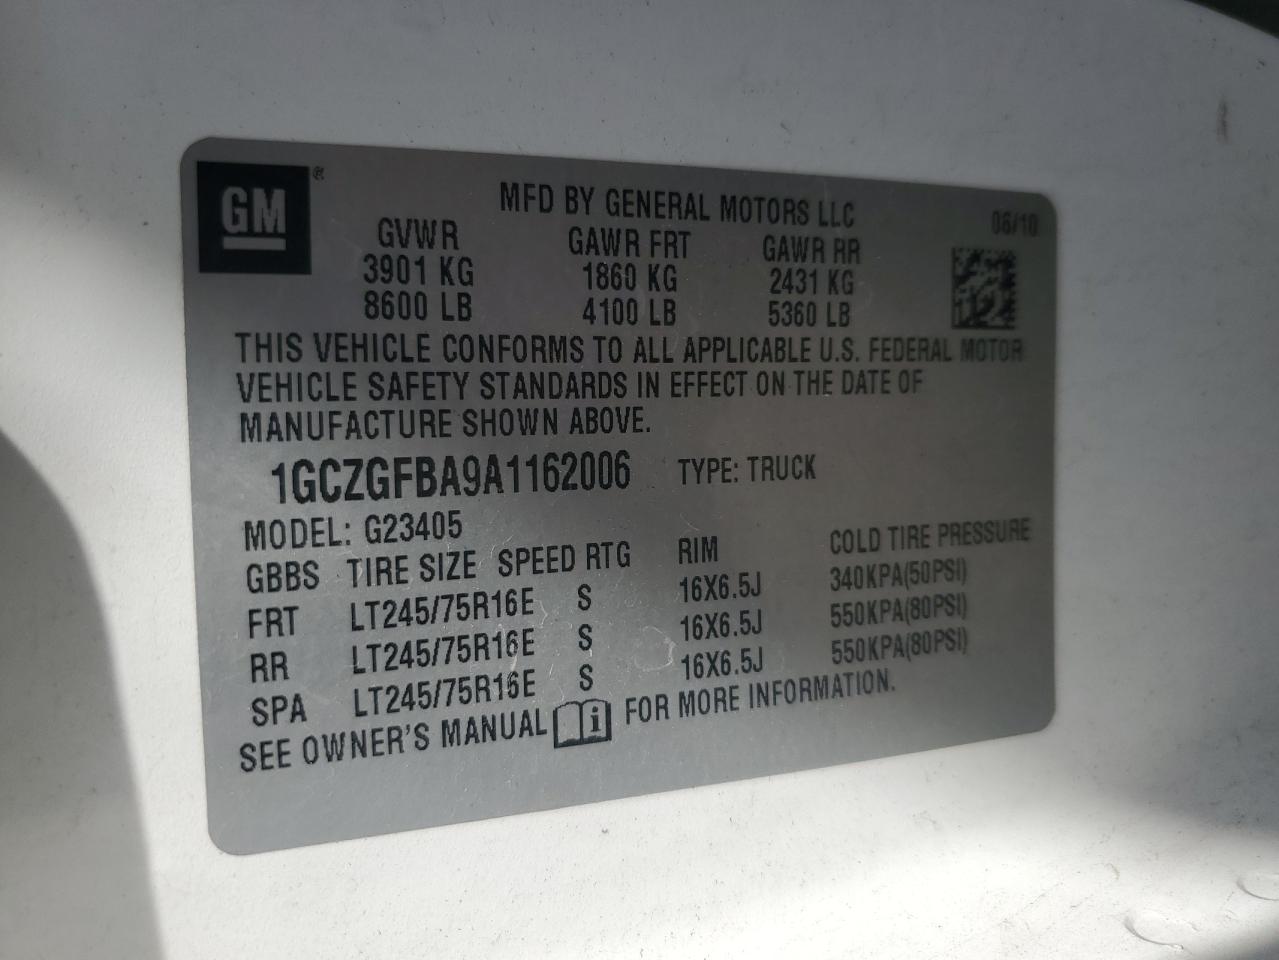 GM ®
MFD BY GENERAL MOTORS LLC 06/10
GVWR GAWR FRT GAWR RR
3901 KG 1860 KG 2431 KG
8600 LB 4100 LB 5360 LB
THIS VEHICLE CONFORMS TO ALL APPLICABLE U.S. FEDERAL MOTOR
VEHICLE SAFETY STANDARDS IN EFFECT ON THE DATE OF
MANUFACTURE SHOWN ABOVE.
1GCZGFBA9A1162006 TYPE: TRUCK
MODEL: G23405
GBBS TIRE SIZE SPEED RTG RIM COLD TIRE PRESSURE
FRT LT245/75R16E S 16X6.5J 340KPA(50PSI)
RR LT245/75R16E S 16X6.5J 550KPA(80PSI)
SPA LT245/75R16E S 16X6.5J 550KPA(80PSI)
SEE OWNER'S MANUAL i FOR MORE INFORMATION.